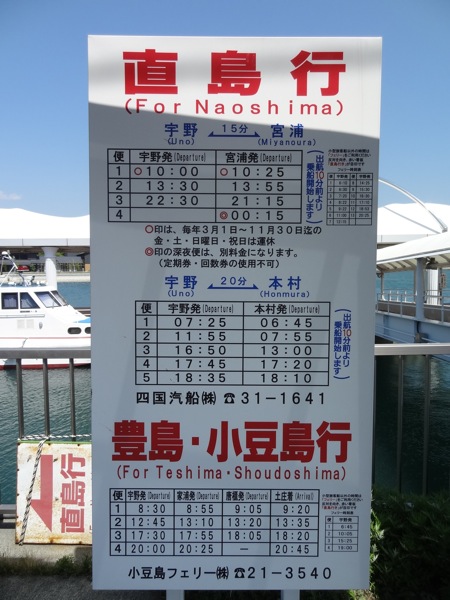 直島行
(For Naoshima)
宇野 15分 宮浦
(Uno) (Miyanoura)
便 宇野発(Departure) 宮浦発(Departure)
1 ○10:00 ○10:25
2 13:30 13:55
3 18:30 21:15
4 22:30 ◎00:15
(出航10分前より
乗船開始します)
○印は、毎年3月1日〜11月30日迄の
金・土・日曜日・祝日は運休
◎印の深夜便は、別料金になります。
(定期券・回数券の使用不可)
宇野 20分 本村
(Uno) (Honmura)
便 宇野発(Departure) 本村発(Departure)
1 07:25 06:45
2 11:55 07:55
3 16:50 13:00
4 17:45 17:20
5 18:35 18:10
(出航10分前より
乗船開始します)
四国汽船㈱ ☎31-1641
豊島・小豆島行
(For Teshima・Shoudoshima)
便 宇野発(Departure) 家浦発(Departure) 唐櫃発(Departure) 土庄着(Arrival)
1 8:30 8:55 9:05 9:20
2 12:45 13:10 13:20 13:35
3 17:30 17:55 18:05 18:20
4 20:00 20:25 － 20:45
小豆島フェリー㈱ ☎21-3540
直島行